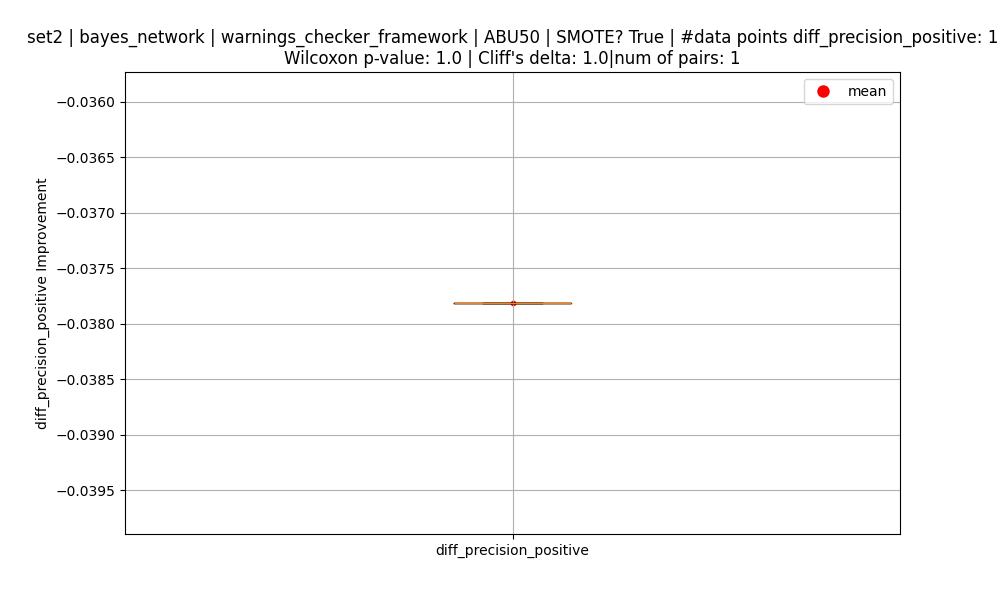 set2 | bayes_network | warnings_checker_framework | ABU50 | SMOTE? True | #data points diff_precision_positive: 1
Wilcoxon p-value: 1.0 | Cliff's delta: 1.0|num of pairs: 1
mean
−0.0360
−0.0365
−0.0370
−0.0375
−0.0380
−0.0385
−0.0390
−0.0395
diff_precision_positive Improvement
diff_precision_positive